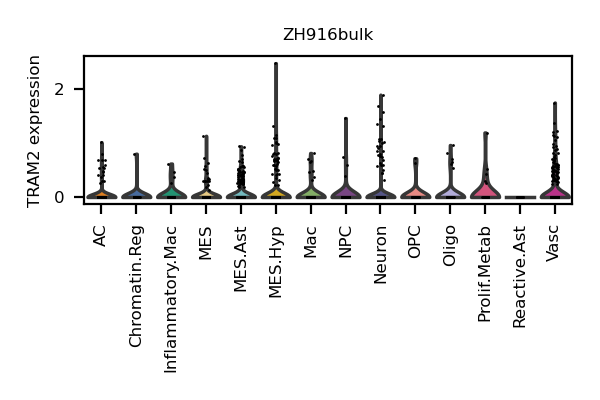 ZH916bulk
TRAM2 expression
2
0
AC
Chromatin.Reg
Inflammatory.Mac
MES
MES.Ast
MES.Hyp
Mac
NPC
Neuron
OPC
Oligo
Prolif.Metab
Reactive.Ast
Vasc